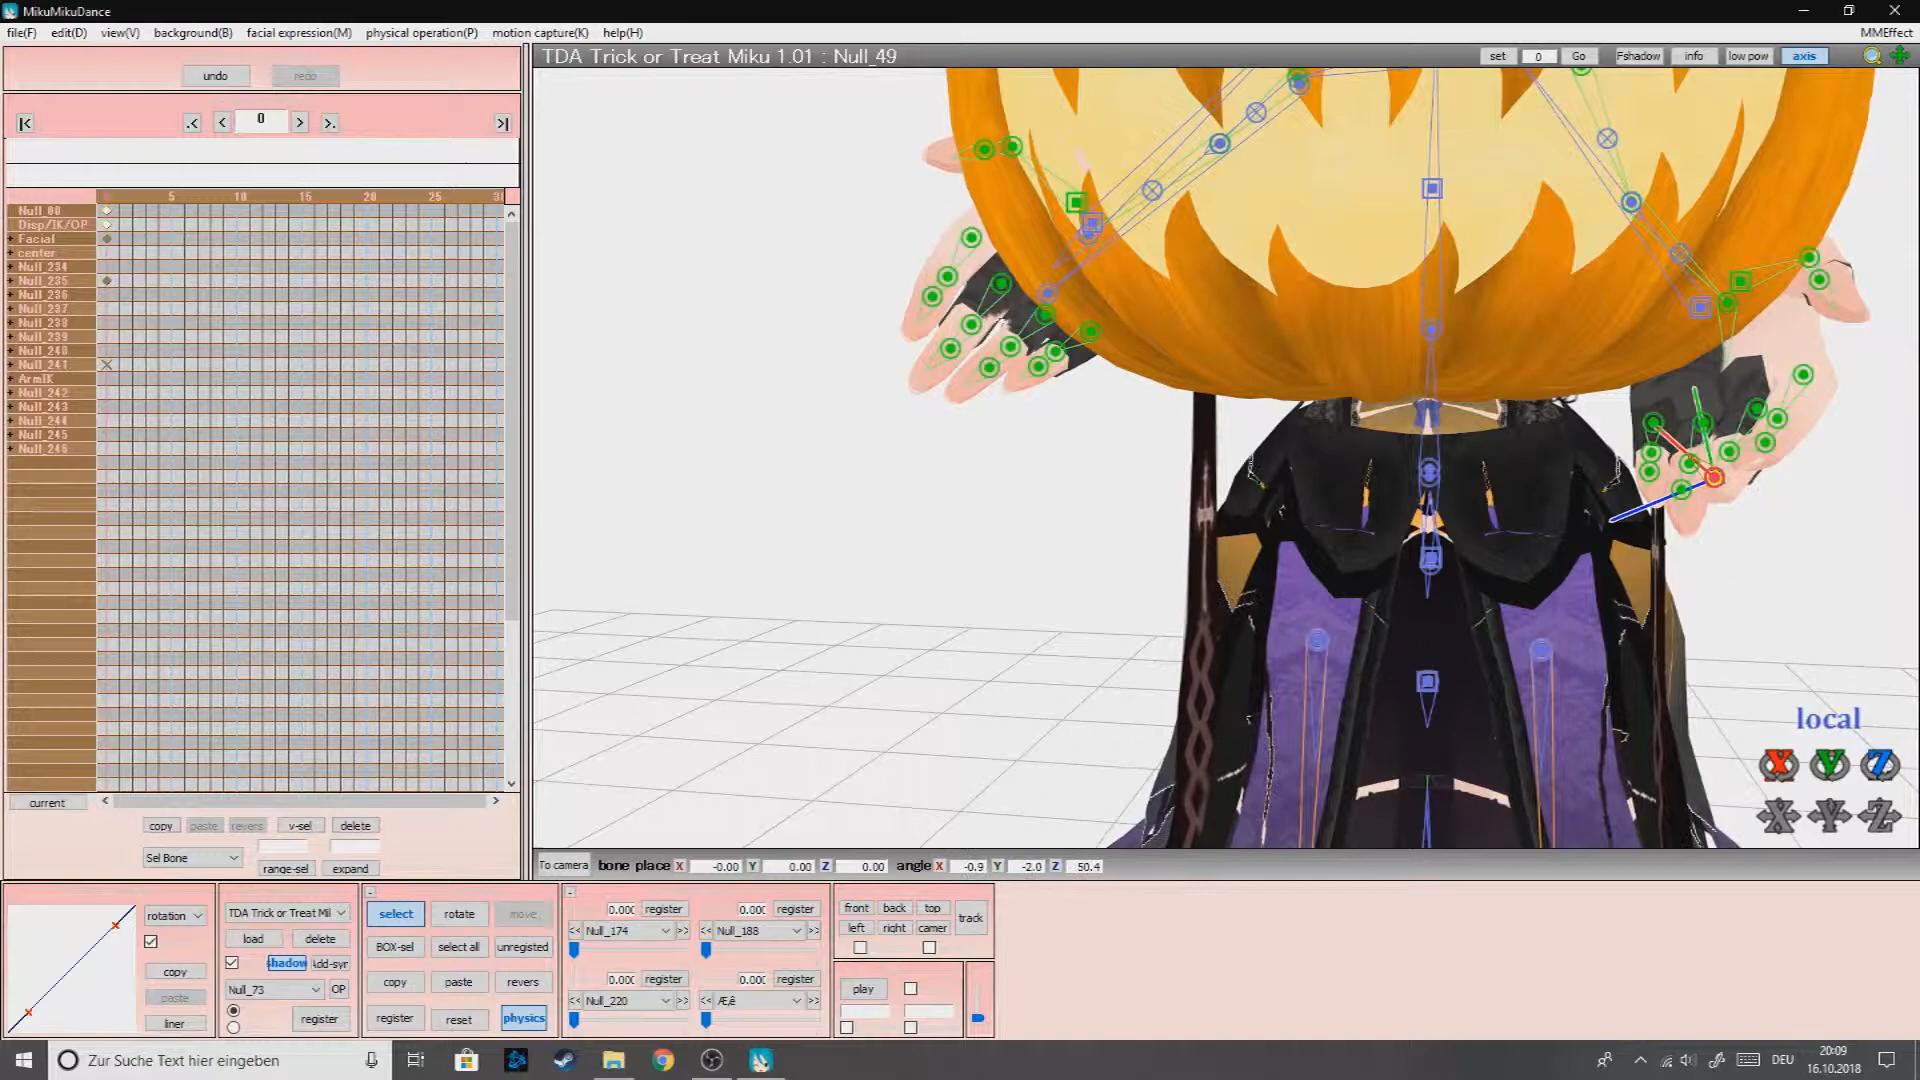 MikuMikuDance
file(F) edit(D) view(V) background(B) facial expression(M) physical operation(P) motion capture(K) help(H) MMEffect
undo redo
TDA Trick or Treat Miku 1.01 : Null_49
set 0 Go Fshadow info low pow axis
|< .< < 0 > >. >|
5 10 15 20 25
Null_00
Disp/IK/OP
Facial
center
Null_234
Null_235
Null_236
Null_237
Null_238
Null_239
Null_240
Null_241
ArmIK
Null_242
Null_243
Null_244
Null_245
Null_246
local
X Y Z
X Y Z
current
copy paste revers v-sel delete
Sel Bone
range-sel expand
To camera bone place X -0.00 Y 0.00 Z 0.00 angle X -0.9 Y -2.0 Z 50.4
rotation
copy
paste
liner
TDA Trick or Treat Mil
load delete
shadow Add-syn
Null_73 OP
register
select rotate move
BOX-sel select all unregisted
copy paste revers
register reset physics
0.000 register 0.000 register
<< Null_174 >> << Null_188 >>
0.000 register 0.000 register
<< Null_220 >> << Æ,ê >>
front back top track
left right camer
play
Zur Suche Text hier eingeben
DEU
20:09
16.10.2018